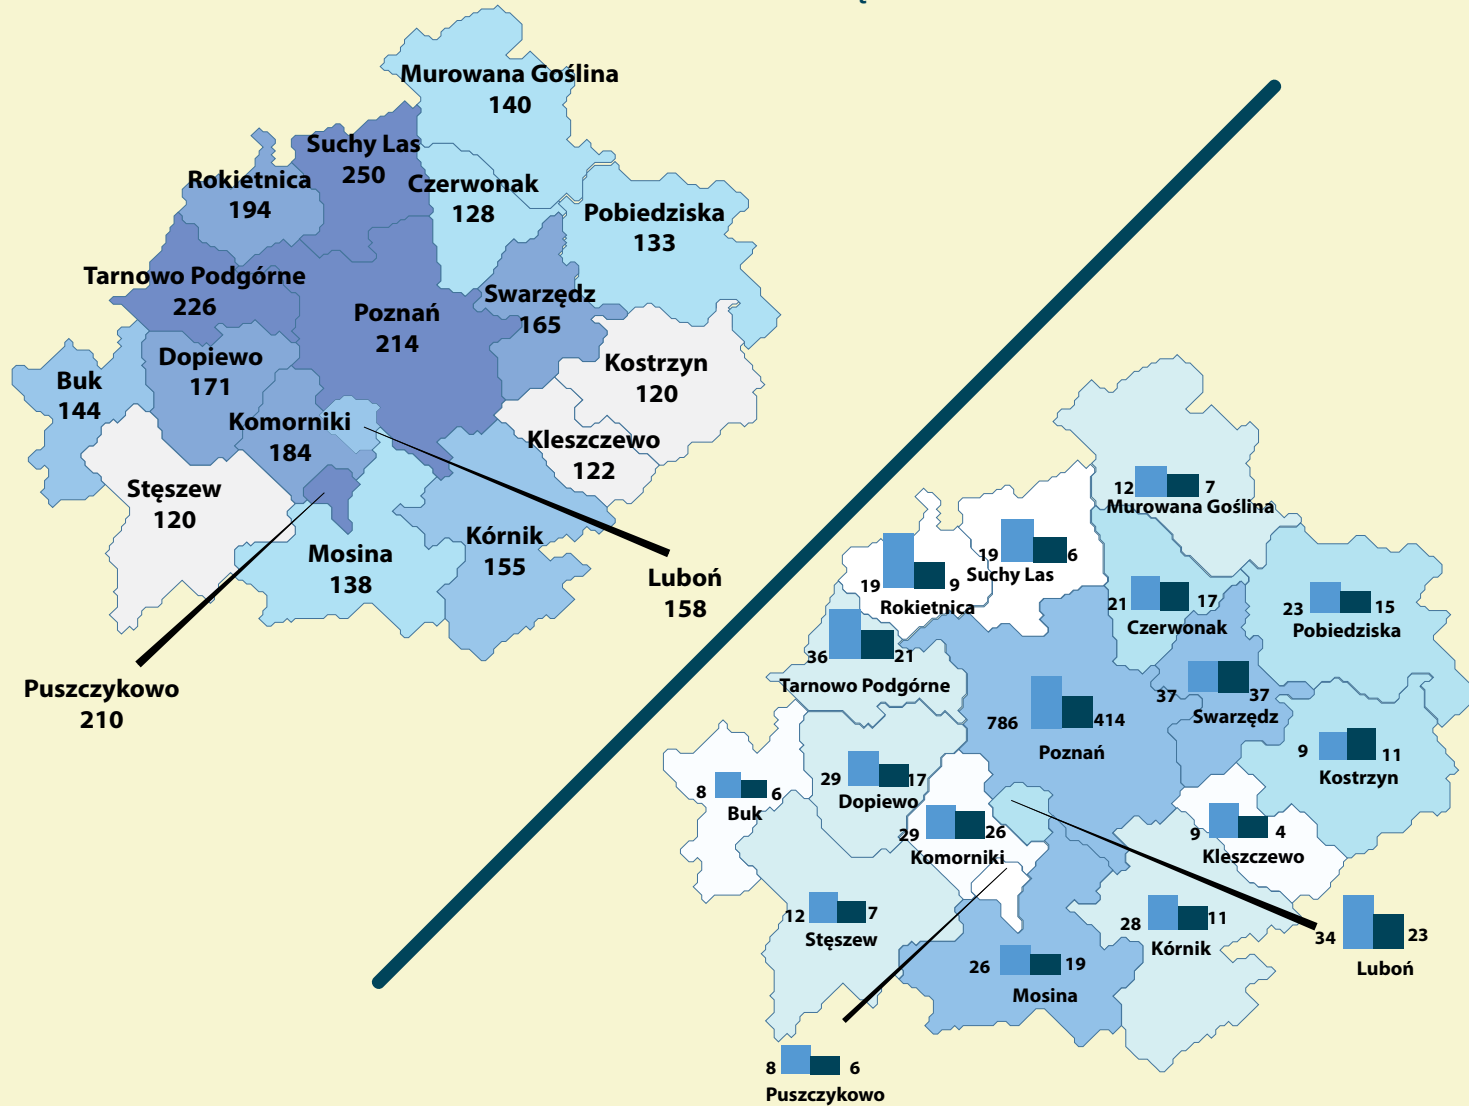 Murowana Goślina
140
Suchy Las
250
Rokietnica
194
Czerwonak
128
Pobiedziska
133
Tarnowo Podgórne
226
Swarzędz
165
Poznań
214
Dopiewo
171
Kostrzyn
120
Buk
144
Komorniki
184
Kleszczewo
122
Stęszew
120
Kórnik
155
Mosina
138
Luboń
158
Puszczykowo
210
12 7
Murowana Goślina
19 6
Suchy Las
19 9
Rokietnica
21 17
Czerwonak
23 15
Pobiedziska
36 21
Tarnowo Podgórne
37 37
Swarzędz
786 414
Poznań
9 11
Kostrzyn
8 6
Buk
29 17
Dopiewo
29 26
Komorniki
9 4
Kleszczewo
12 7
Stęszew
28 11
Kórnik
34 23
Luboń
26 19
Mosina
8 6
Puszczykowo